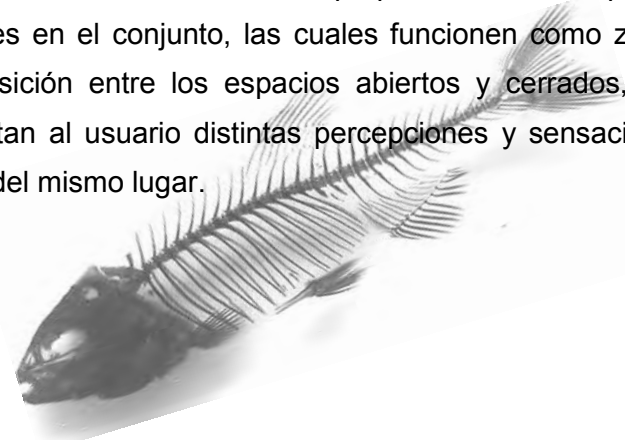 es en el conjunto, las cuales funcionen como z
sición entre los espacios abiertos y cerrados,
tan al usuario distintas percepciones y sensaci
del mismo lugar.